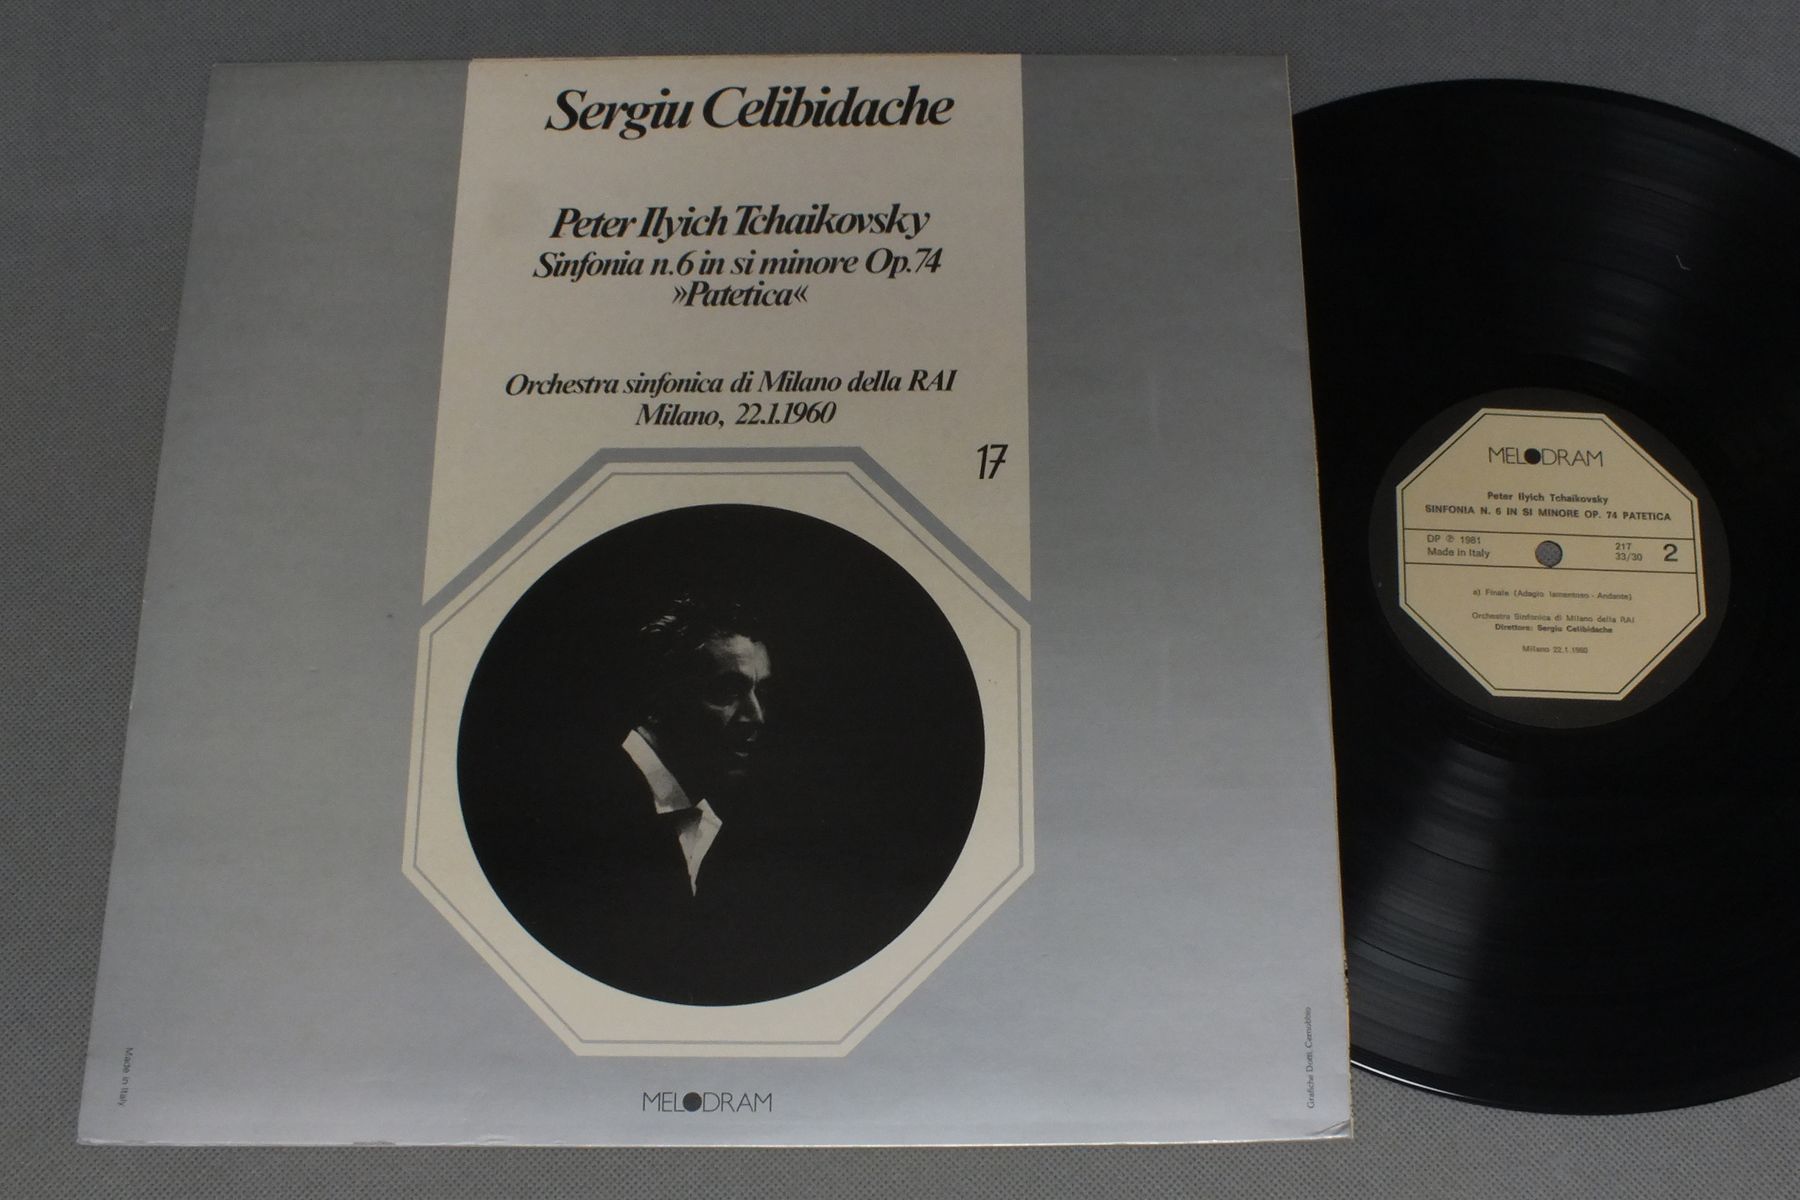 Sergiu Celibidache
Peter Ilyich Tchaikovsky
Sinfonia n.6 in si minore Op.74
»Patetica«
Orchestra sinfonica di Milano della RAI
Milano, 22.1.1960
17
MELODRAM
Made in Italy
Grafiche Dotti, Cernobbio
MELODRAM
Peter Ilyich Tchaikovsky
SINFONIA N. 6 IN SI MINORE OP. 74 PATETICA
DP ℗ 1981
Made in Italy
217
33/30
2
a) Finale (Adagio lamentoso - Andante)
Orchestra Sinfonica di Milano della RAI
Direttore: Sergiu Celibidache
Milano 22.1.1960